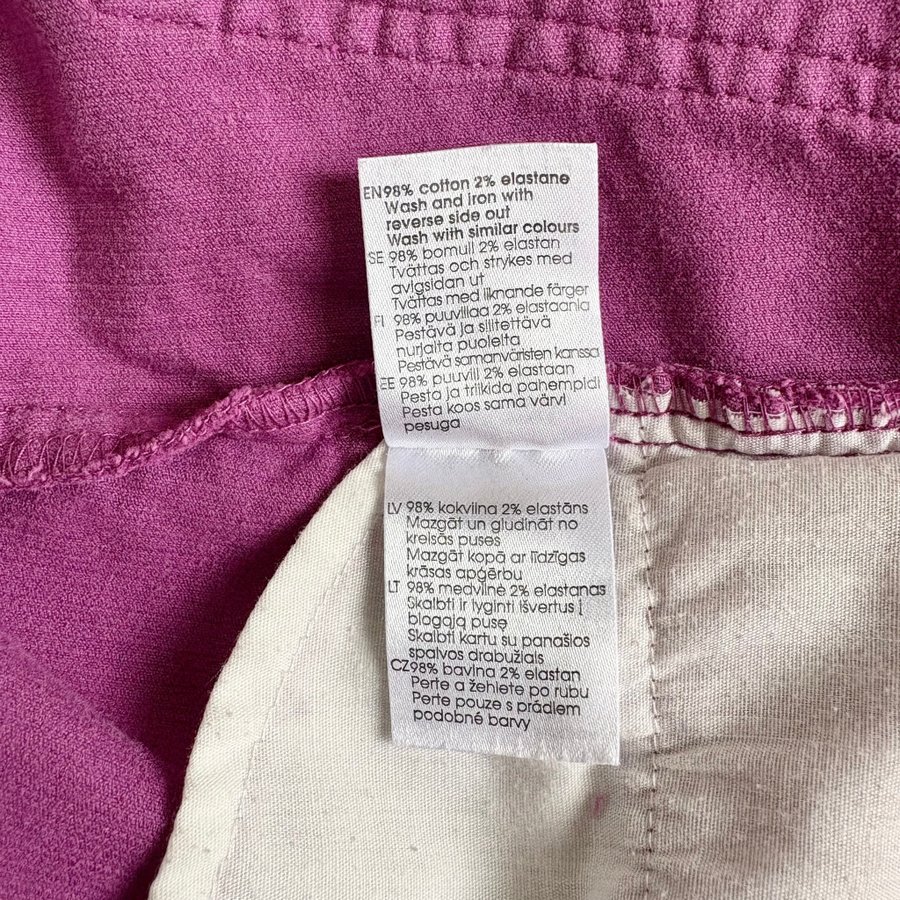 EN98% cotton 2% elastane
Wash and iron with
reverse side out
Wash with similar colours
SE 98% bomull 2% elastan
Tvättas och strykes med
avigsidan ut
Tvättas med liknande färger
FI 98% puuvillaa 2% elastaania
Pestävä ja silitettävä
nurjalta puolelta
Pestävä samanväristen kanssa
EE 98% puuvill 2% elastaan
Pesta ja triikida pahempidi
Pesta koos sama värvi
pesuga
LV 98% kokvilna 2% elastāns
Mazgāt un gludināt no
kreisās puses
Mazgāt kopā ar līdzīgas
krāsas apģērbu
LT 98% medvilnė 2% elastanas
Skalbti ir lyginti išvertus į
blogąją pusę
Skalbti kartu su panašios
spalvos drabužiais
CZ98% bavlna 2% elastan
Perte a žehlete po rubu
Perte pouze s prádlem
podobné barvy